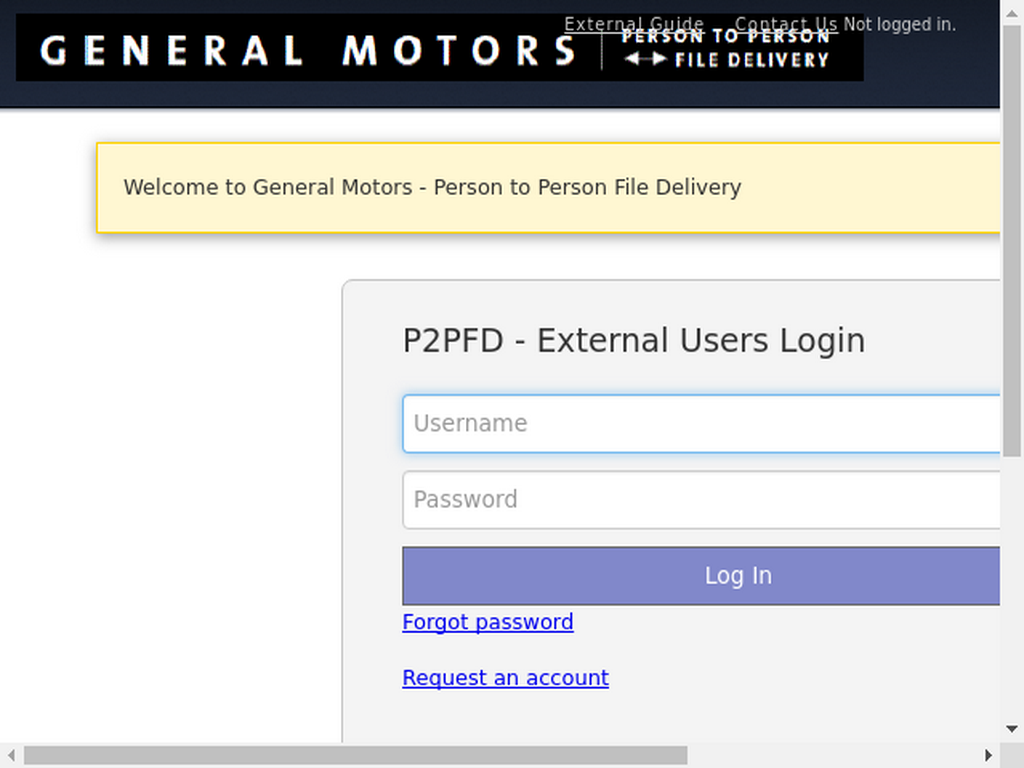 External Guide Contact Us Not logged in.
GENERAL MOTORS PERSON TO PERSON
FILE DELIVERY
Welcome to General Motors - Person to Person File Delivery
P2PFD - External Users Login
Username
Password
Log In
Forgot password
Request an account